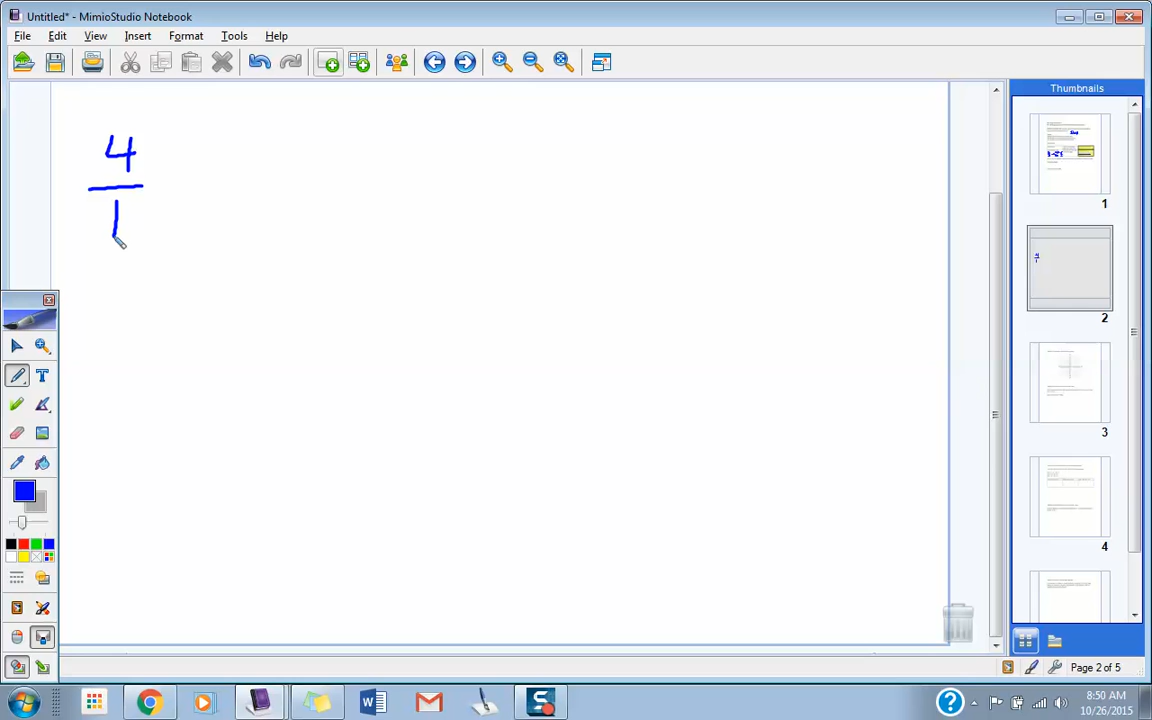 Untitled* - MimioStudio Notebook
File Edit View Insert Format Tools Help
Thumbnails
4
1
1
2
3
4
T
Page 2 of 5
W
S
8:50 AM
10/26/2015